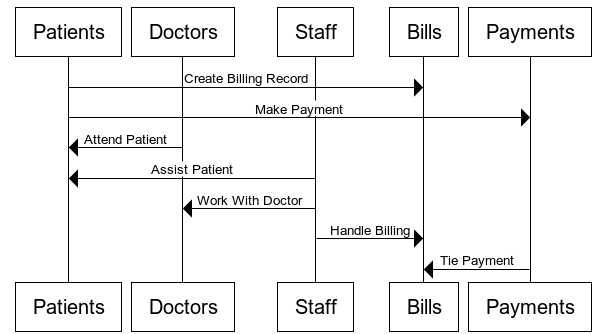 Patients Doctors Staff Bills Payments
Create Billing Record
Make Payment
Attend Patient
Assist Patient
Work With Doctor
Handle Billing
Tie Payment
Patients Doctors Staff Bills Payments